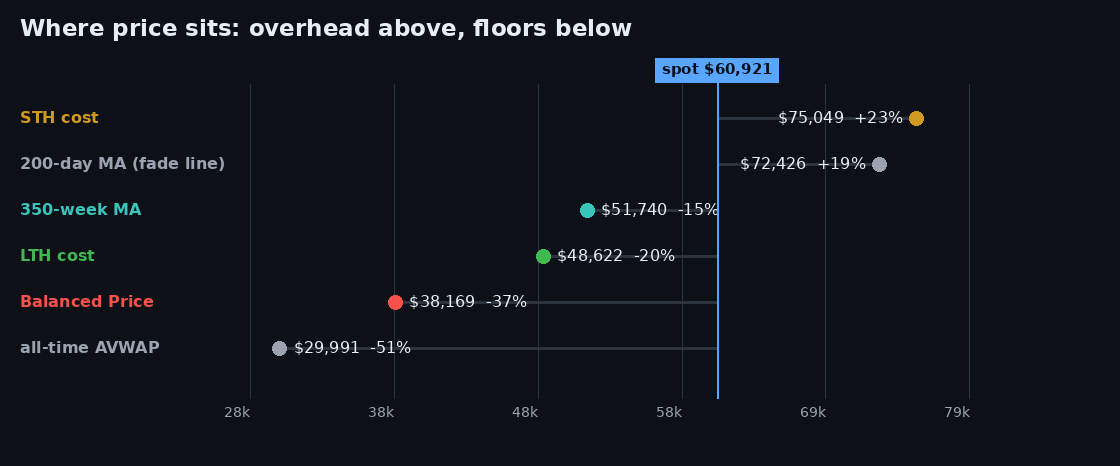 Where price sits: overhead above, floors below
spot $60,921
STH cost $75,049 +23%
200-day MA (fade line) $72,426 +19%
350-week MA $51,740 -15%
LTH cost $48,622 -20%
Balanced Price $38,169 -37%
all-time AVWAP $29,991 -51%
28k 38k 48k 58k 69k 79k